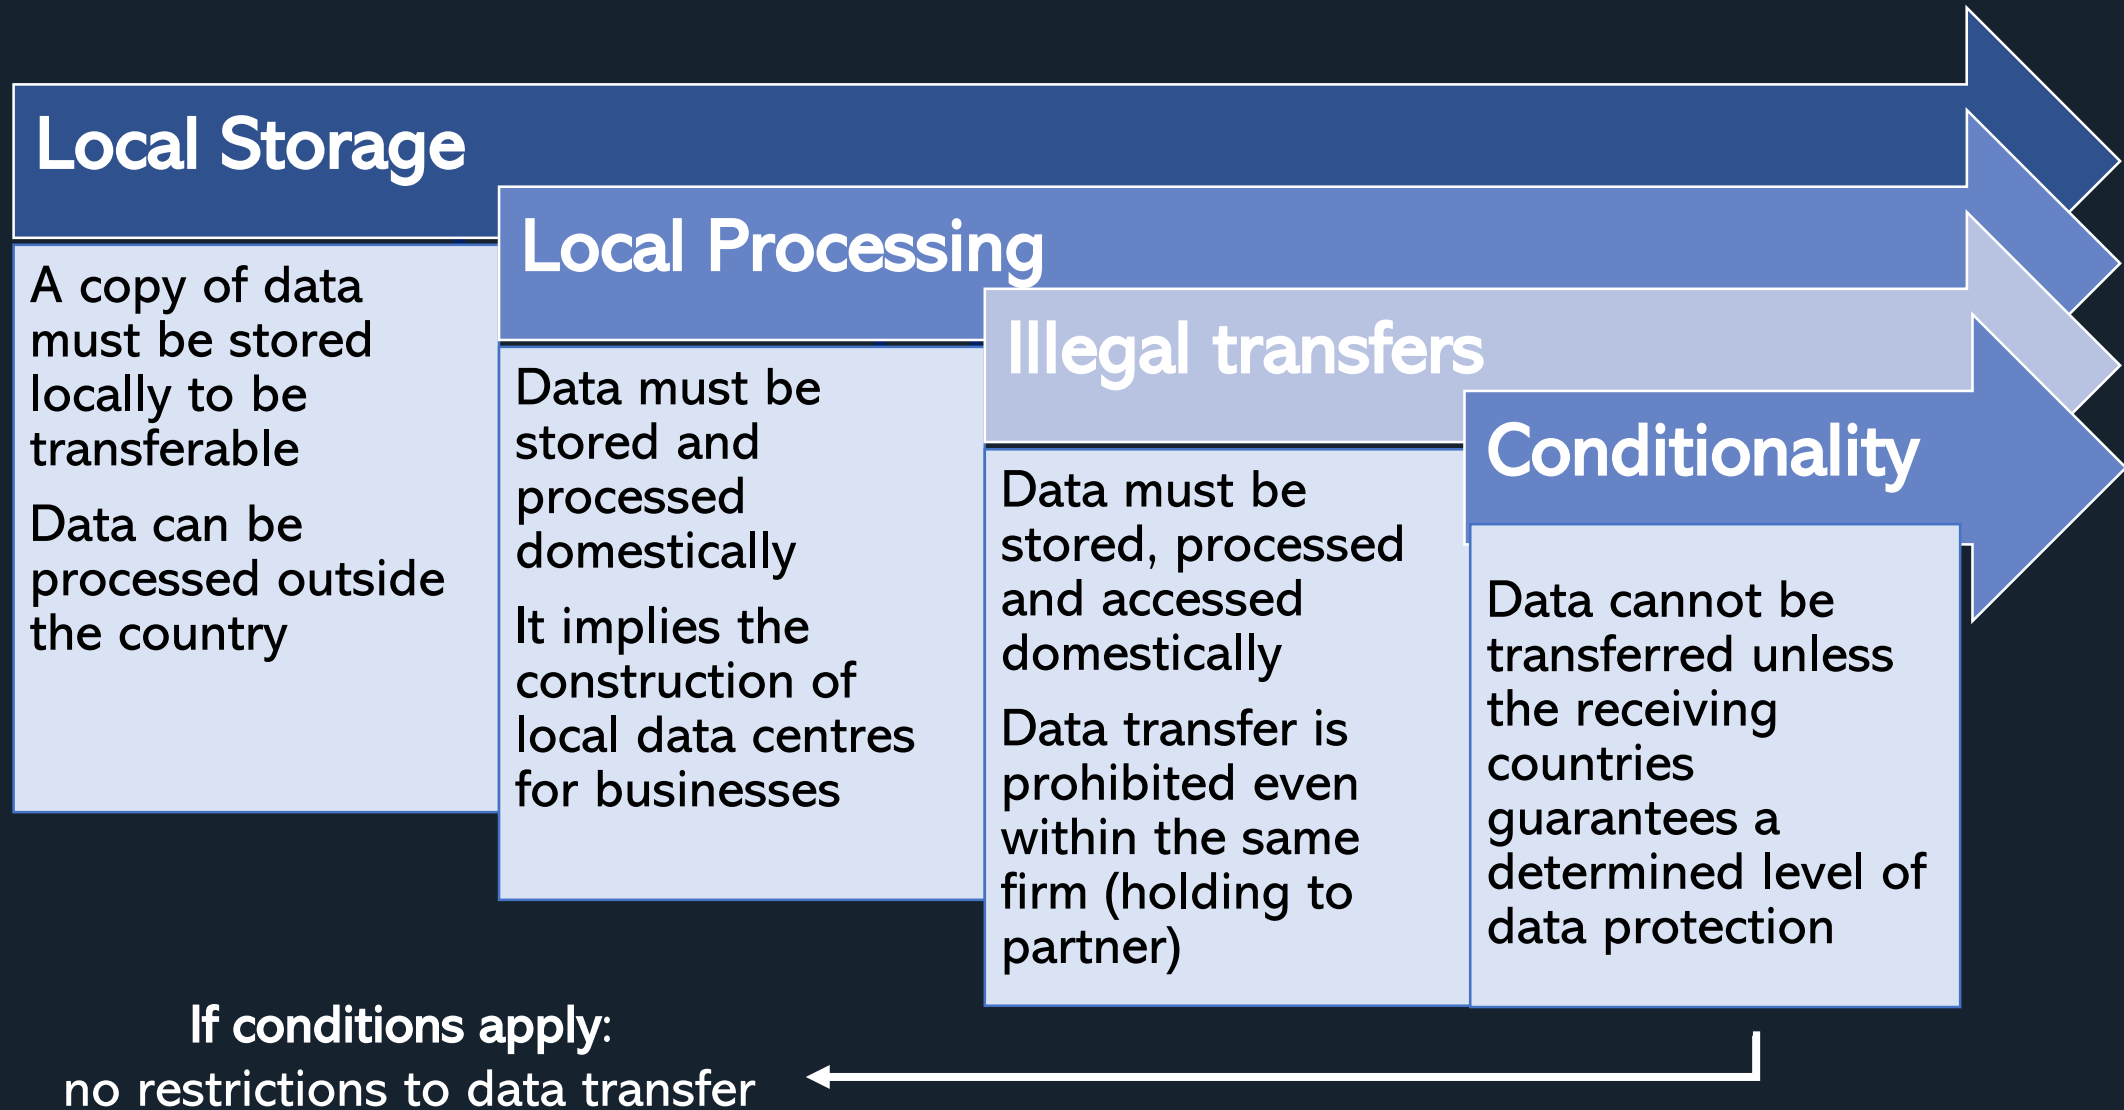 Local Storage
A copy of data
must be stored
locally to be
transferable
Data can be
processed outside
the country
Local Processing
Data must be
stored and
processed
domestically
It implies the
construction of
local data centres
for businesses
Illegal transfers
Data must be
stored, processed
and accessed
domestically
Data transfer is
prohibited even
within the same
firm (holding to
partner)
Conditionality
Data cannot be
transferred unless
the receiving
countries
guarantees a
determined level of
data protection
If conditions apply:
no restrictions to data transfer